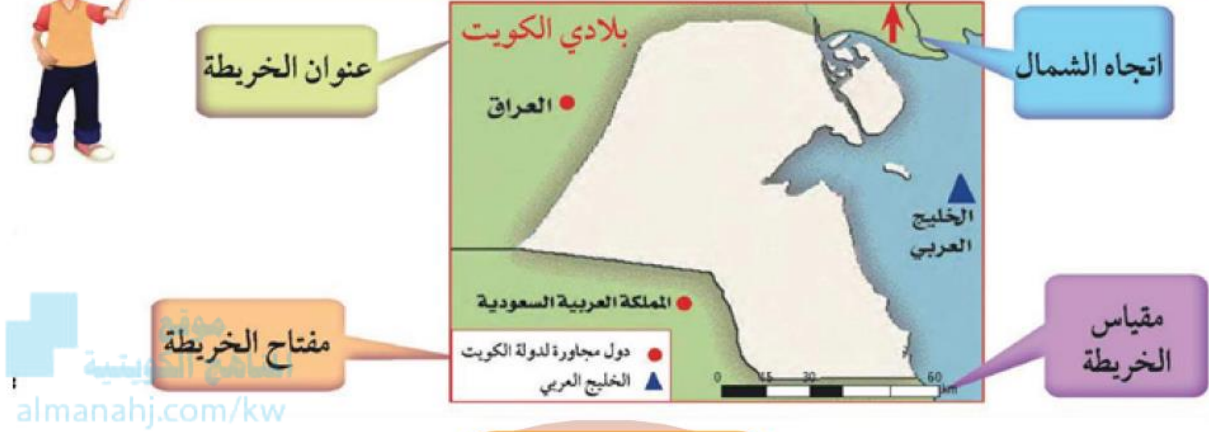 بلادي الكويت
عنوان الخريطة
اتجاه الشمال
العراق
الخليج
العربي
المملكة العربية السعودية
مقياس
الخريطة
مفتاح الخريطة
دول مجاورة لدولة الكويت
الخليج العربي
0 15 30 60
km
موقع
المناهج الكويتية
almanahj.com/kw